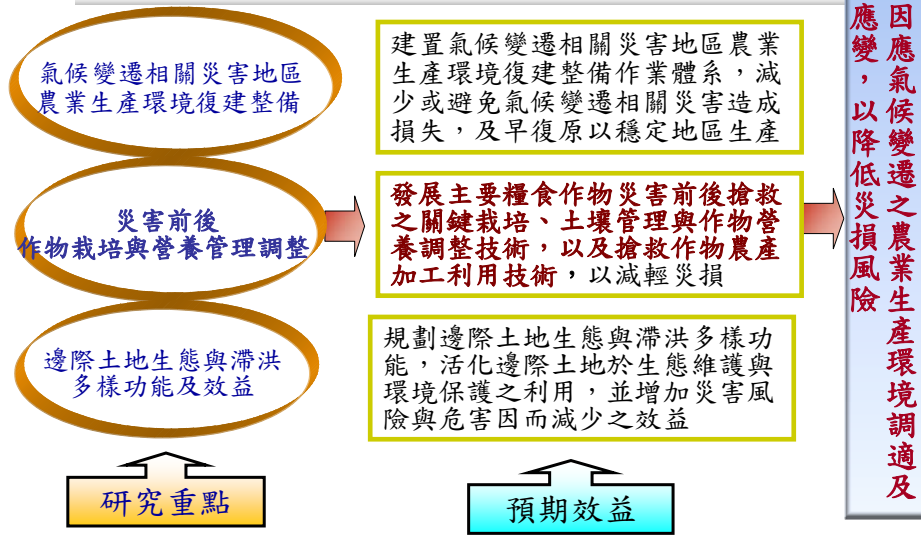 氣候變遷相關災害地區
農業生產環境復建整備
建置氣候變遷相關災害地區農業
生產環境復建整備作業體系，減
少或避免氣候變遷相關災害造成
損失，及早復原以穩定地區生產
災害前後
作物栽培與營養管理調整
發展主要糧食作物災害前後搶救
之關鍵栽培、土壤管理與作物營
養調整技術，以及搶救作物農產
加工利用技術，以減輕災損
邊際土地生態與滯洪
多樣功能及效益
規劃邊際土地生態與滯洪多樣功
能，活化邊際土地於生態維護與
環境保護之利用，並增加災害風
險與危害因而減少之效益
因應氣候變遷之農業生產環境調適及
應變，以降低災損風險
研究重點
預期效益